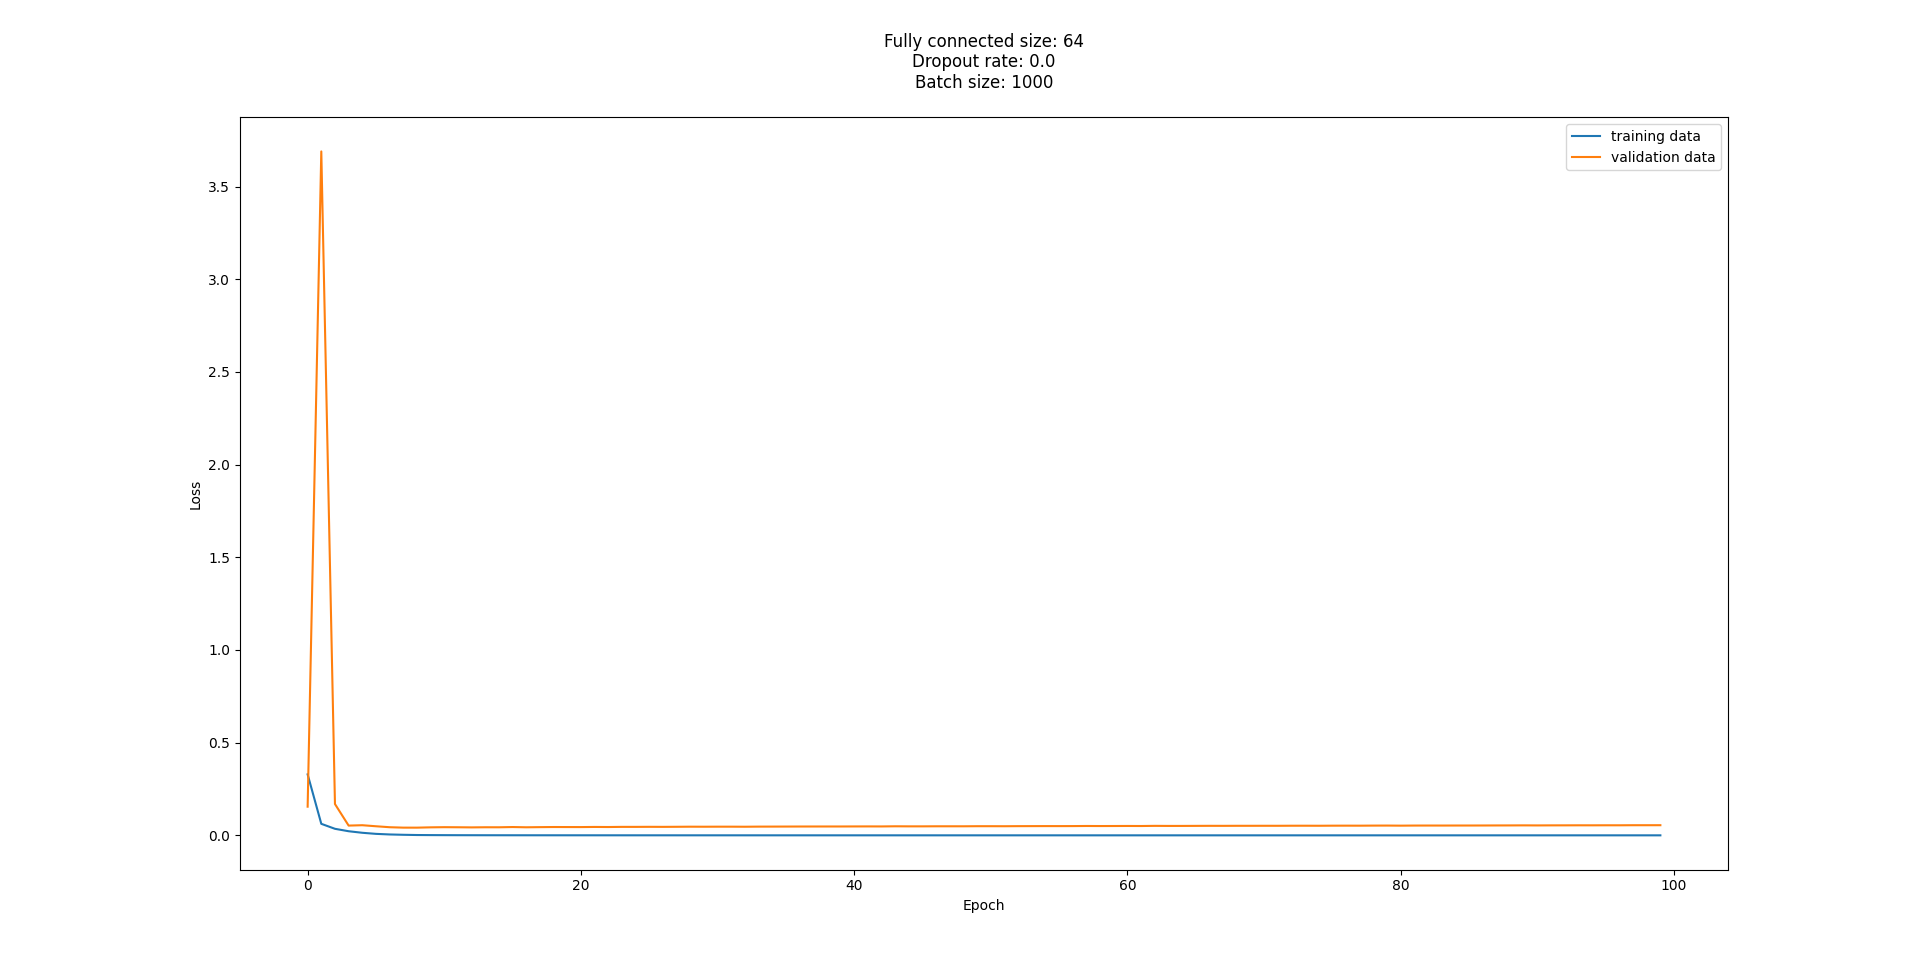 Fully connected size: 64
Dropout rate: 0.0
Batch size: 1000
training data
validation data
3.5
3.0
2.5
2.0
1.5
1.0
0.5
0.0
Loss
0 20 40 60 80 100
Epoch